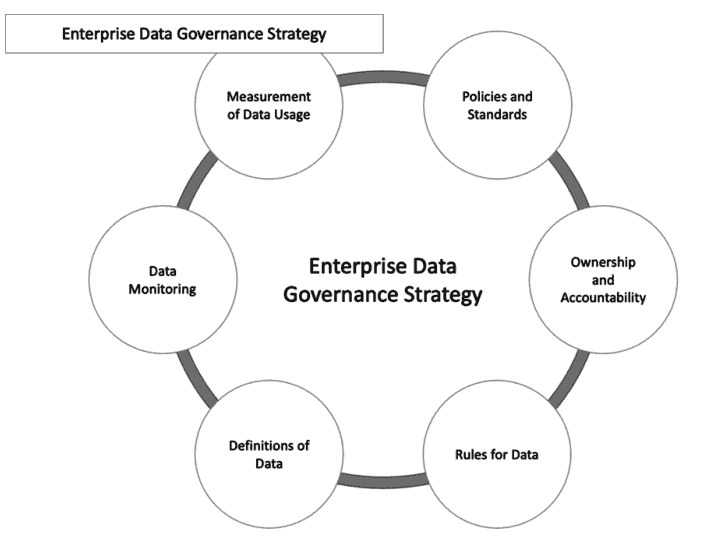 Enterprise Data Governance Strategy
Measurement
of Data Usage
Policies and
Standards
Ownership
and
Accountability
Rules for Data
Definitions of
Data
Data
Monitoring
Enterprise Data
Governance Strategy